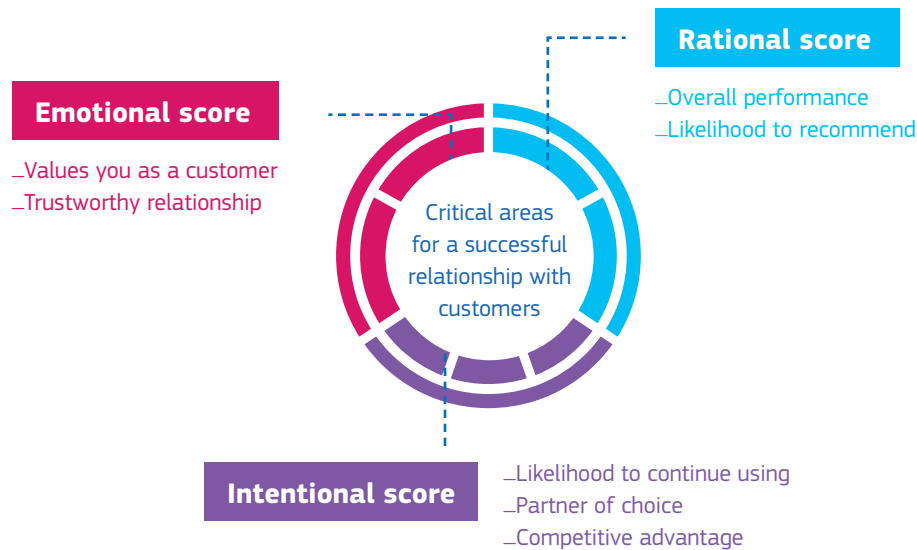 Rational score
_Overall performance
_Likelihood to recommend
Emotional score
_Values you as a customer
_Trustworthy relationship
Critical areas
for a successful
relationship with
customers
Intentional score
_Likelihood to continue using
_Partner of choice
_Competitive advantage